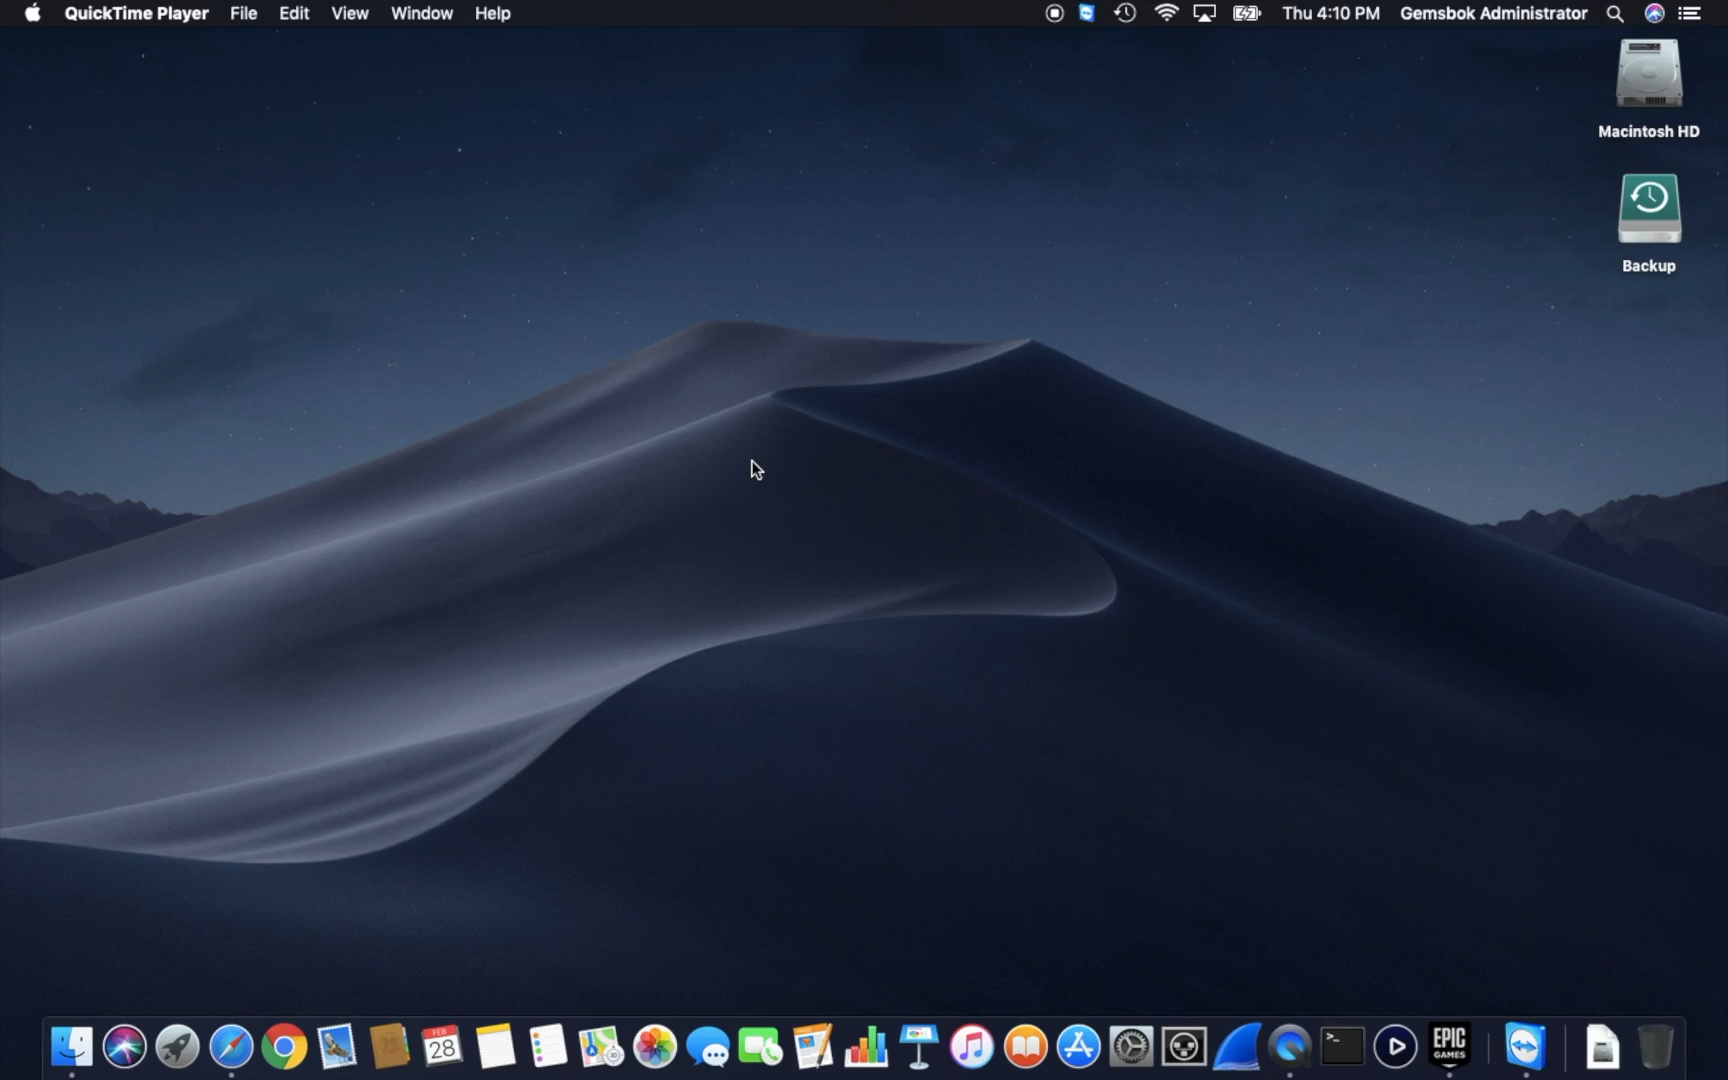 QuickTime Player File Edit View Window Help Thu 4:10 PM Gemsbok Administrator
Macintosh HD
Backup
FEB
28
EPIC
GAMES